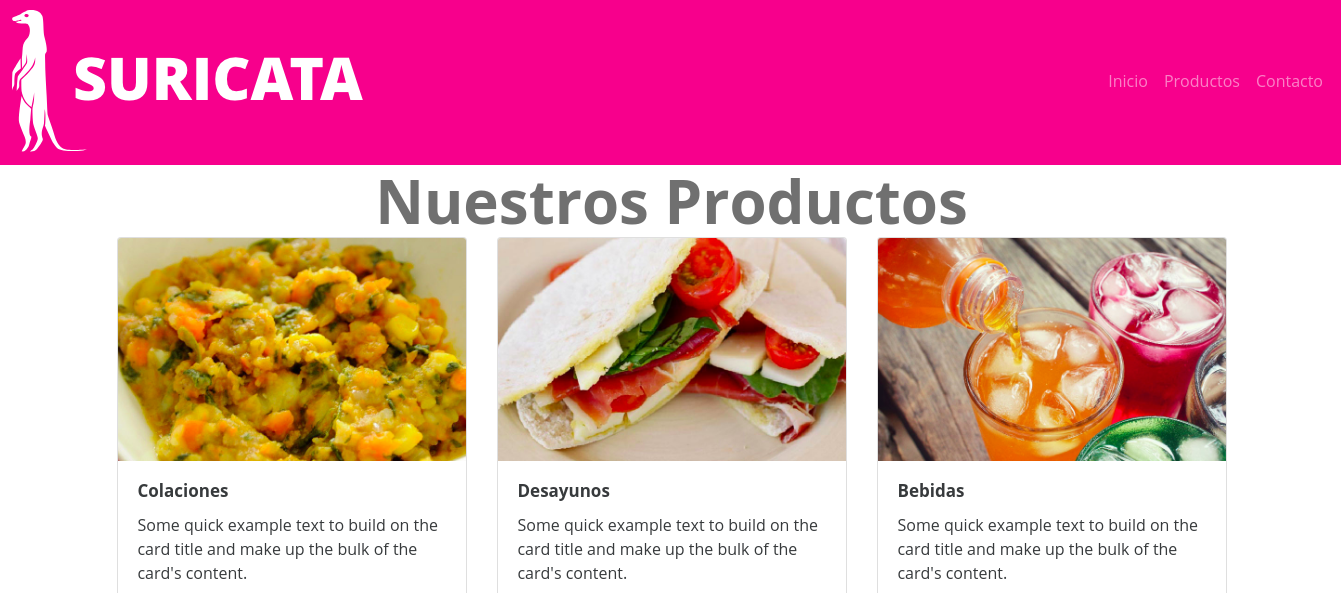 SURICATA
Inicio Productos Contacto
Nuestros Productos
Colaciones
Some quick example text to build on the
card title and make up the bulk of the
card's content.
Desayunos
Some quick example text to build on the
card title and make up the bulk of the
card's content.
Bebidas
Some quick example text to build on the
card title and make up the bulk of the
card's content.